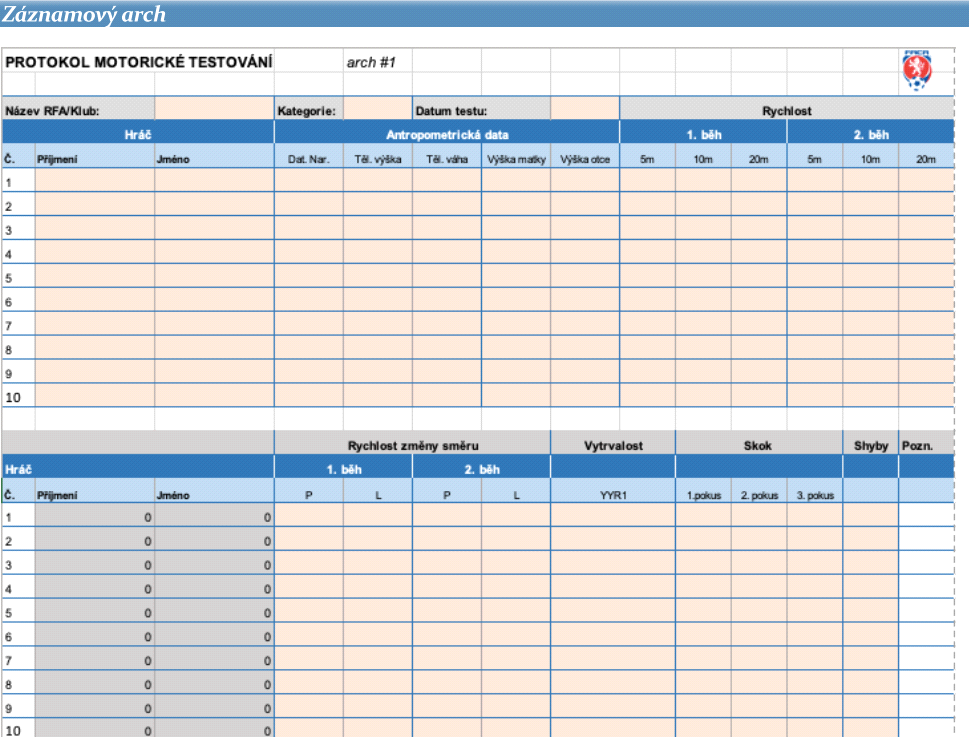 Záznamový arch
PROTOKOL MOTORICKÉ TESTOVÁNÍ arch #1
Název RFA/Klub: Kategorie: Datum testu: Rychlost
Hráč Antropometrická data 1. běh 2. běh
Č. Příjmení Jméno Dat. Nar. Těl. výška Těl. váha Výška matky Výška otce 5m 10m 20m 5m 10m 20m
1
2
3
4
5
6
7
8
9
10
Rychlost změny směru Vytrvalost Skok Shyby Pozn.
Hráč 1. běh 2. běh
Č. Příjmení Jméno P L P L YYR1 1.pokus 2. pokus 3. pokus
1 0 0
2 0 0
3 0 0
4 0 0
5 0 0
6 0 0
7 0 0
8 0 0
9 0 0
10 0 0